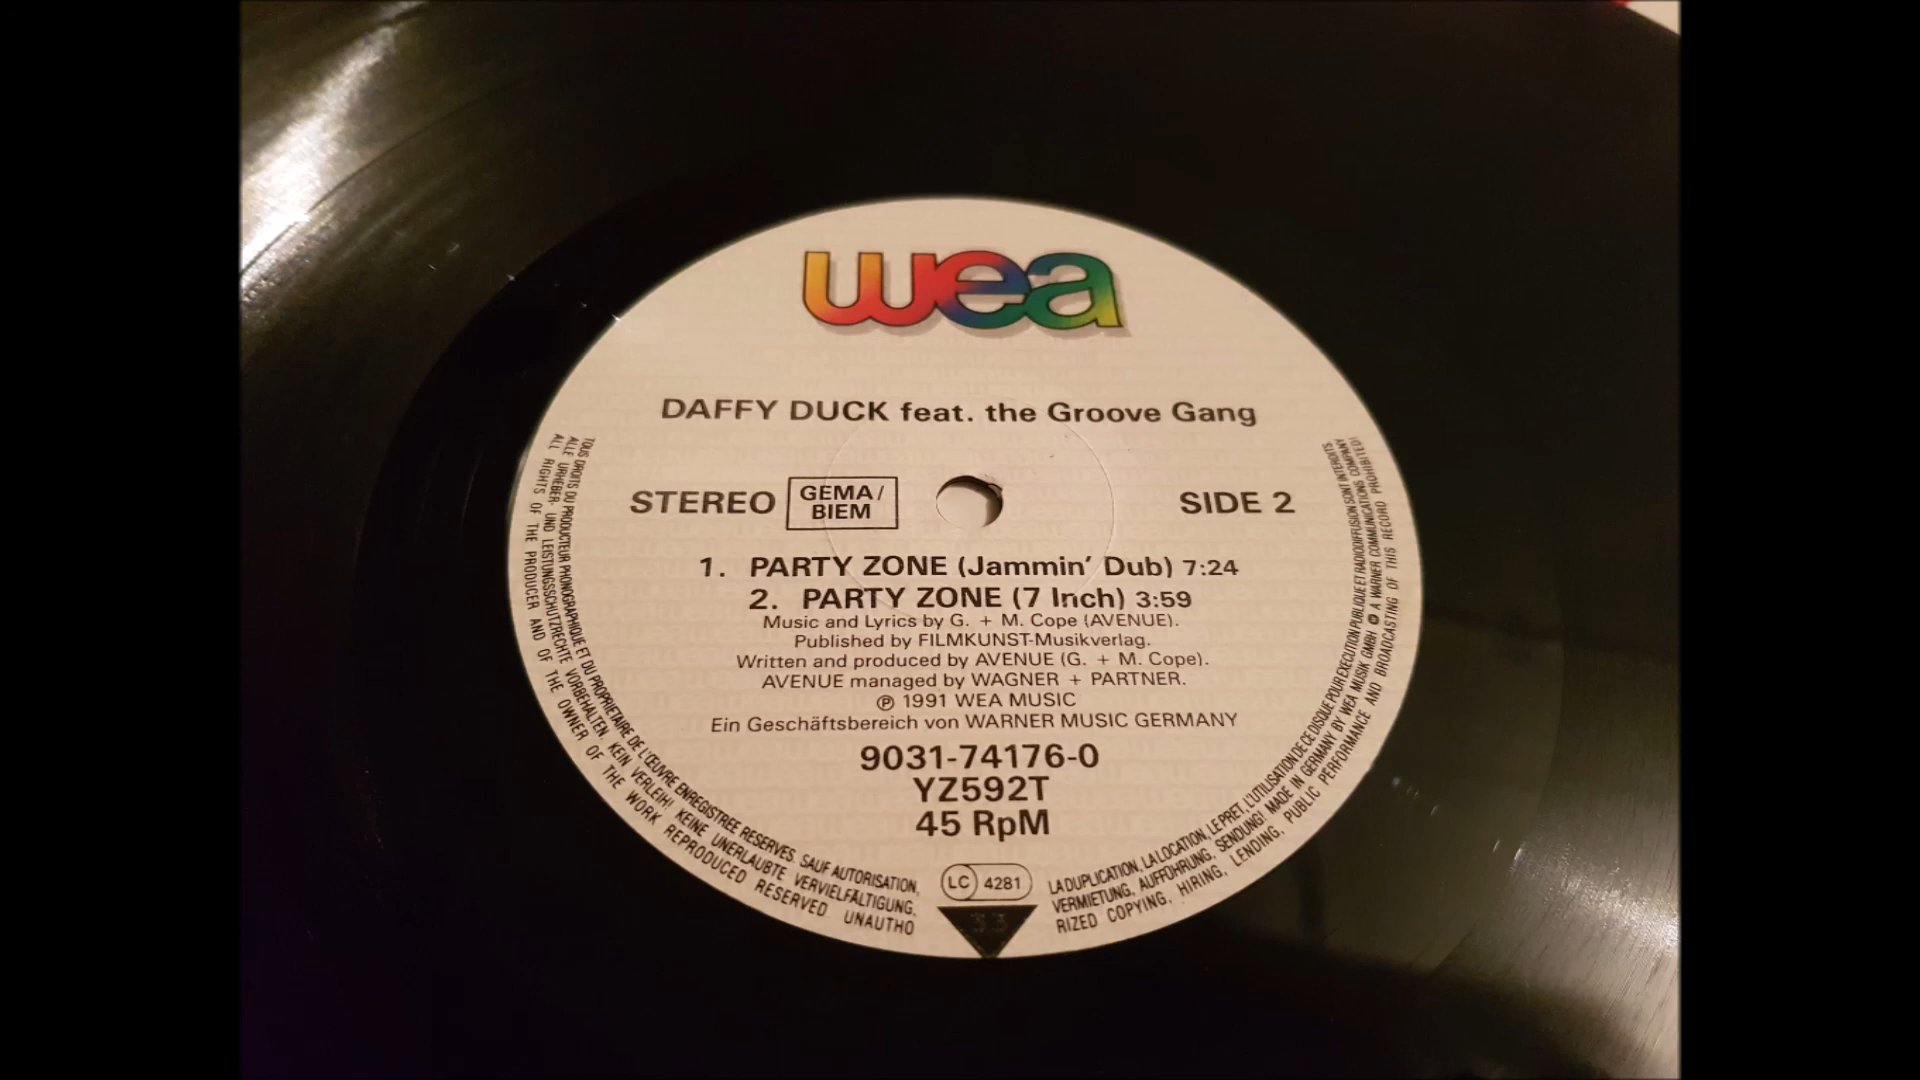 wea
DAFFY DUCK feat. the Groove Gang
STEREO GEMA/ BIEM SIDE 2
1. PARTY ZONE (Jammin' Dub) 7:24
2. PARTY ZONE (7 Inch) 3:59
Music and Lyrics by G. + M. Cope (AVENUE).
Published by FILMKUNST-Musikverlag.
Written and produced by AVENUE (G. + M. Cope).
AVENUE managed by WAGNER + PARTNER.
℗ 1991 WEA MUSIC
Ein Geschäftsbereich von WARNER MUSIC GERMANY
9031-74176-0
YZ592T
45 RpM
LC 4281
33
TOUS DROITS DU PRODUCTEUR PHONOGRAPHIQUE ET DU PROPRIETAIRE DE L'ŒUVRE ENREGISTREE RESERVES. SAUF AUTORISATION, LA DUPLICATION, LA LOCATION, LE PRET, L'UTILISATION DE CE DISQUE POUR EXECUTION PUBLIQUE ET RADIODIFFUSION SONT INTERDITS
ALLE URHEBER- UND LEISTUNGSSCHUTZRECHTE VORBEHALTEN. KEIN VERLEIH! KEINE UNERLAUBTE VERVIELFÄLTIGUNG, VERMIETUNG, AUFFÜHRUNG, SENDUNG! MADE IN GERMANY BY WEA MUSIK GMBH A WARNER COMMUNICATIONS COMPANY
ALL RIGHTS OF THE PRODUCER AND OF THE OWNER OF THE WORK REPRODUCED RESERVED UNAUTHO RIZED COPYING, HIRING, LENDING, PUBLIC PERFORMANCE AND BROADCASTING OF THIS RECORD PROHIBITED!